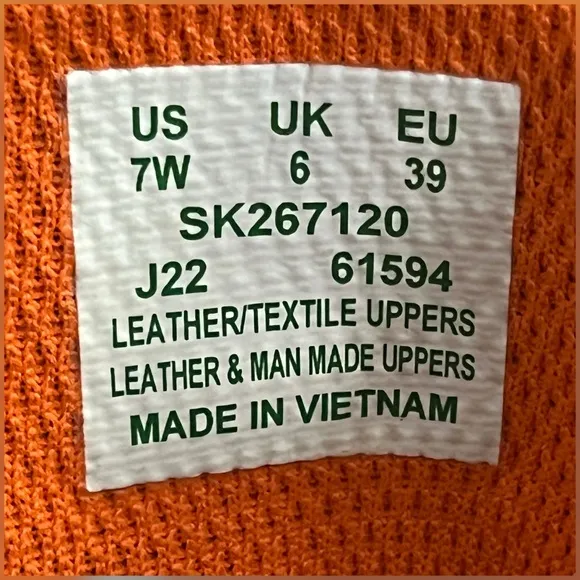 US UK EU
7W 6 39
SK267120
J22 61594
LEATHER/TEXTILE UPPERS
LEATHER & MAN MADE UPPERS
MADE IN VIETNAM